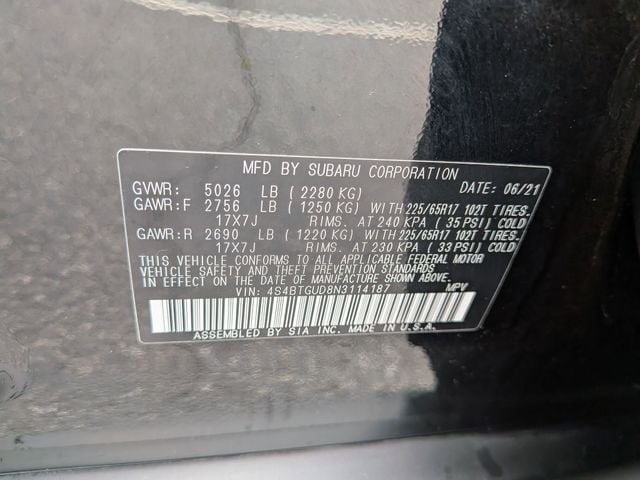 MFD BY SUBARU CORPORATION
GVWR: 5026 LB (2280 KG) DATE: 06/21
GAWR:F 2756 LB (1250 KG) WITH 225/65R17 102T TIRES.
17X7J RIMS. AT 240 KPA (35 PSI) COLD
GAWR:R 2690 LB (1220 KG) WITH 225/65R17 102T TIRES.
17X7J RIMS. AT 230 KPA (33 PSI) COLD
THIS VEHICLE CONFORMS TO ALL APPLICABLE FEDERAL MOTOR
VEHICLE SAFETY AND THEFT PREVENTION STANDARDS
IN EFFECT ON THE DATE OF MANUFACTURE SHOWN ABOVE.
VIN: 4S4BTGUD8N3114187 MPV
ASSEMBLED BY SIA INC. MADE IN U.S.A.